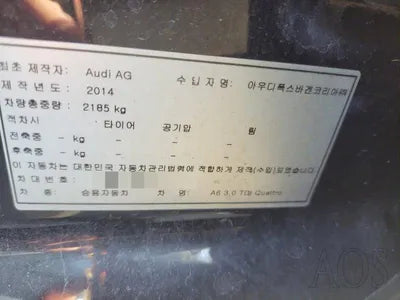 최초 제작자: Audi AG 수 입 자 명: 아우디폭스바겐코리아㈜
제 작 년 도 : 2014
차량총중량 : 2185 kg
적차시 타이어 공기압 림
전축중 - kg
후축중 - kg
이 자동차는 대한민국 자동차관리법령에 적합하게 제작(수입)되었습니다
차 대 번 호 :
차 종 : 승용자동차 차 명: A6 3.0 Quattro
AOS